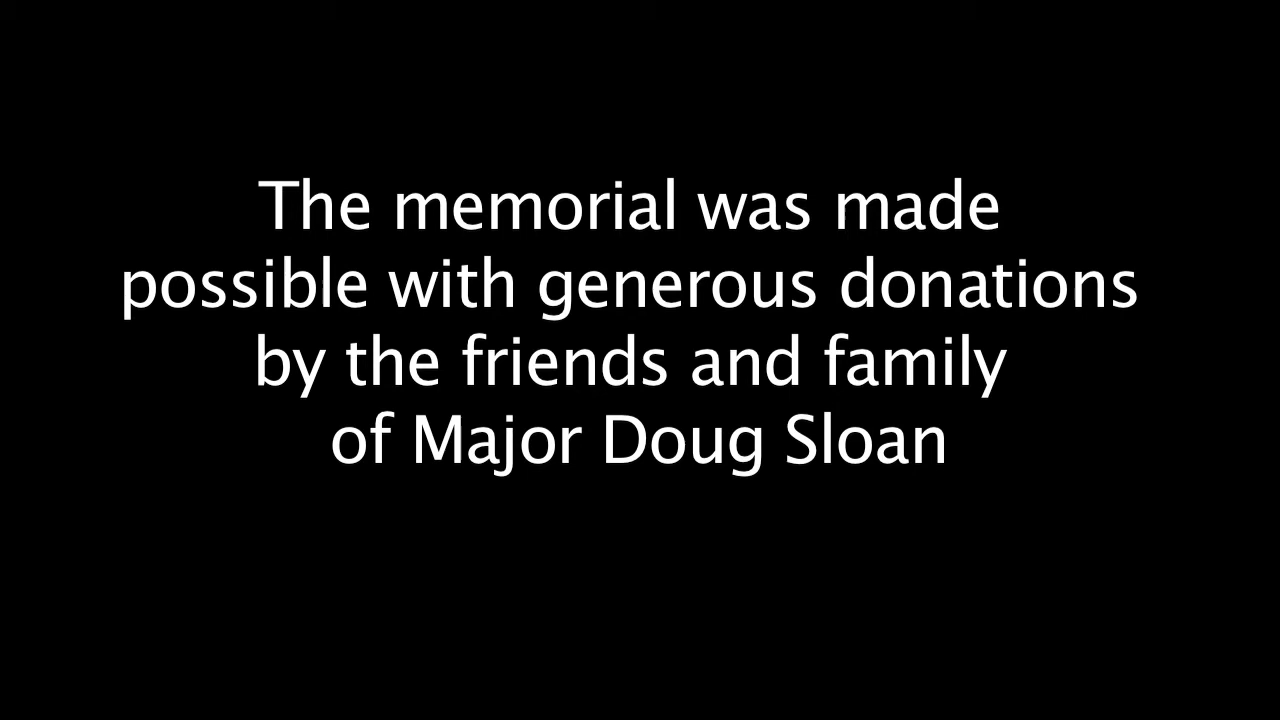 The memorial was made
possible with generous donations
by the friends and family
of Major Doug Sloan